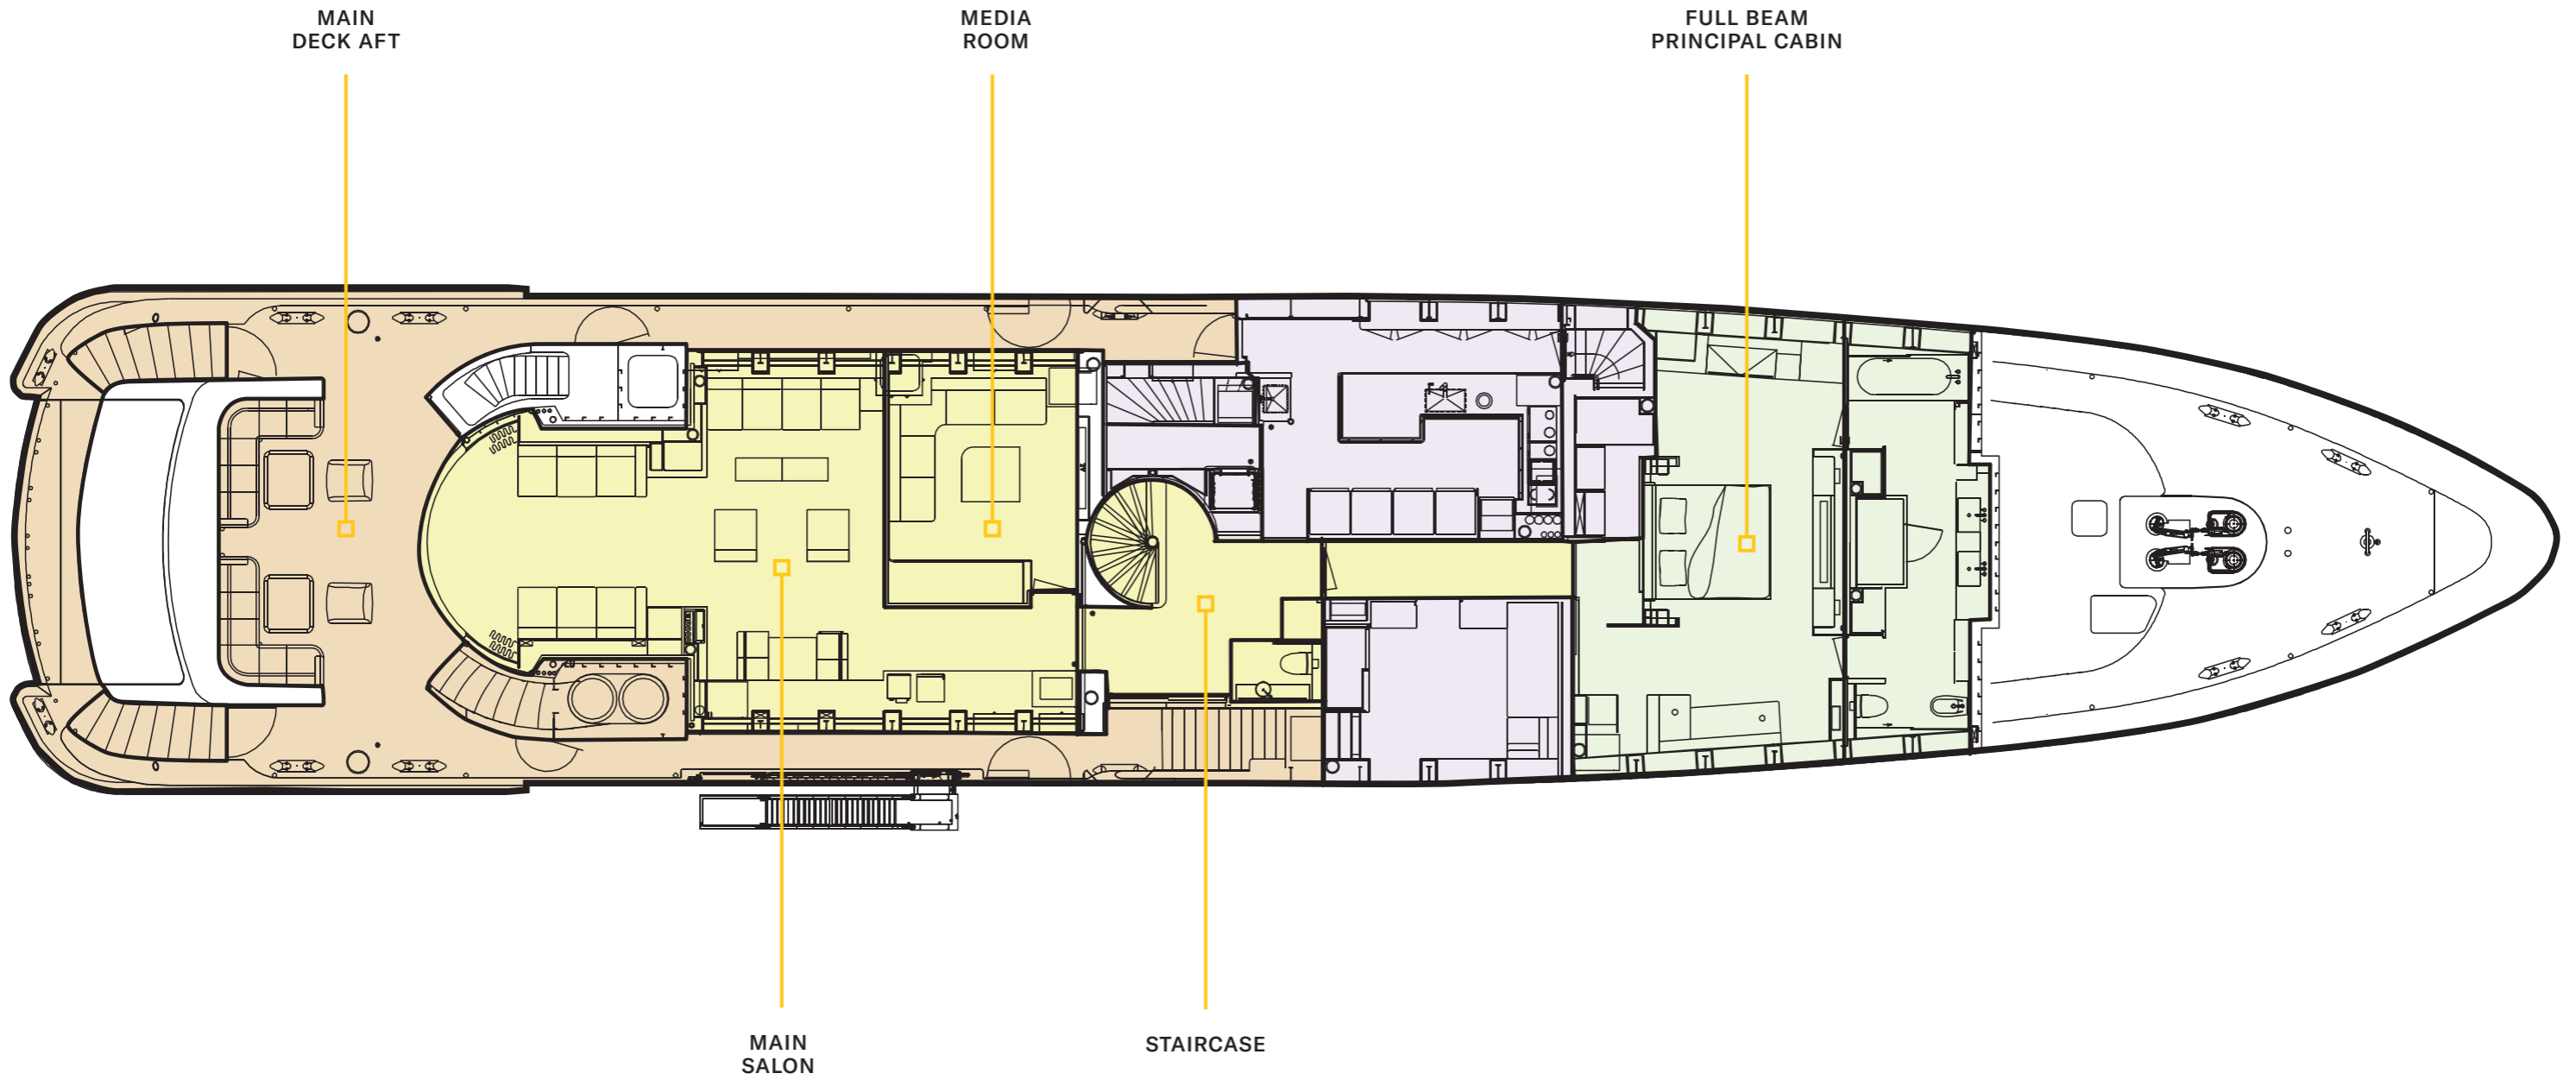 MAIN
DECK AFT
MEDIA
ROOM
FULL BEAM
PRINCIPAL CABIN
MAIN
SALON
STAIRCASE